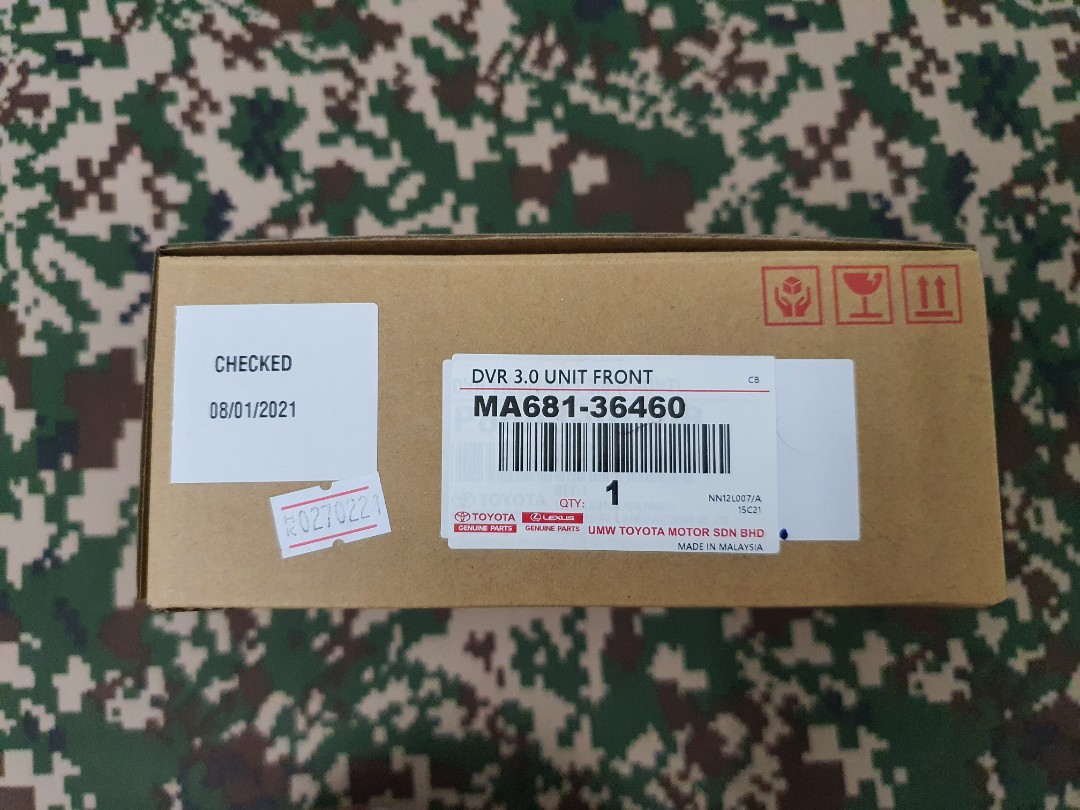 CHECKED
08/01/2021
HK
0270221
DVR 3.0 UNIT FRONT
CB
MA681-36460
QTY: 1
NN12L007/A
15C21
TOYOTA
GENUINE PARTS
LEXUS
GENUINE PARTS
UMW TOYOTA MOTOR SDN BHD
MADE IN MALAYSIA